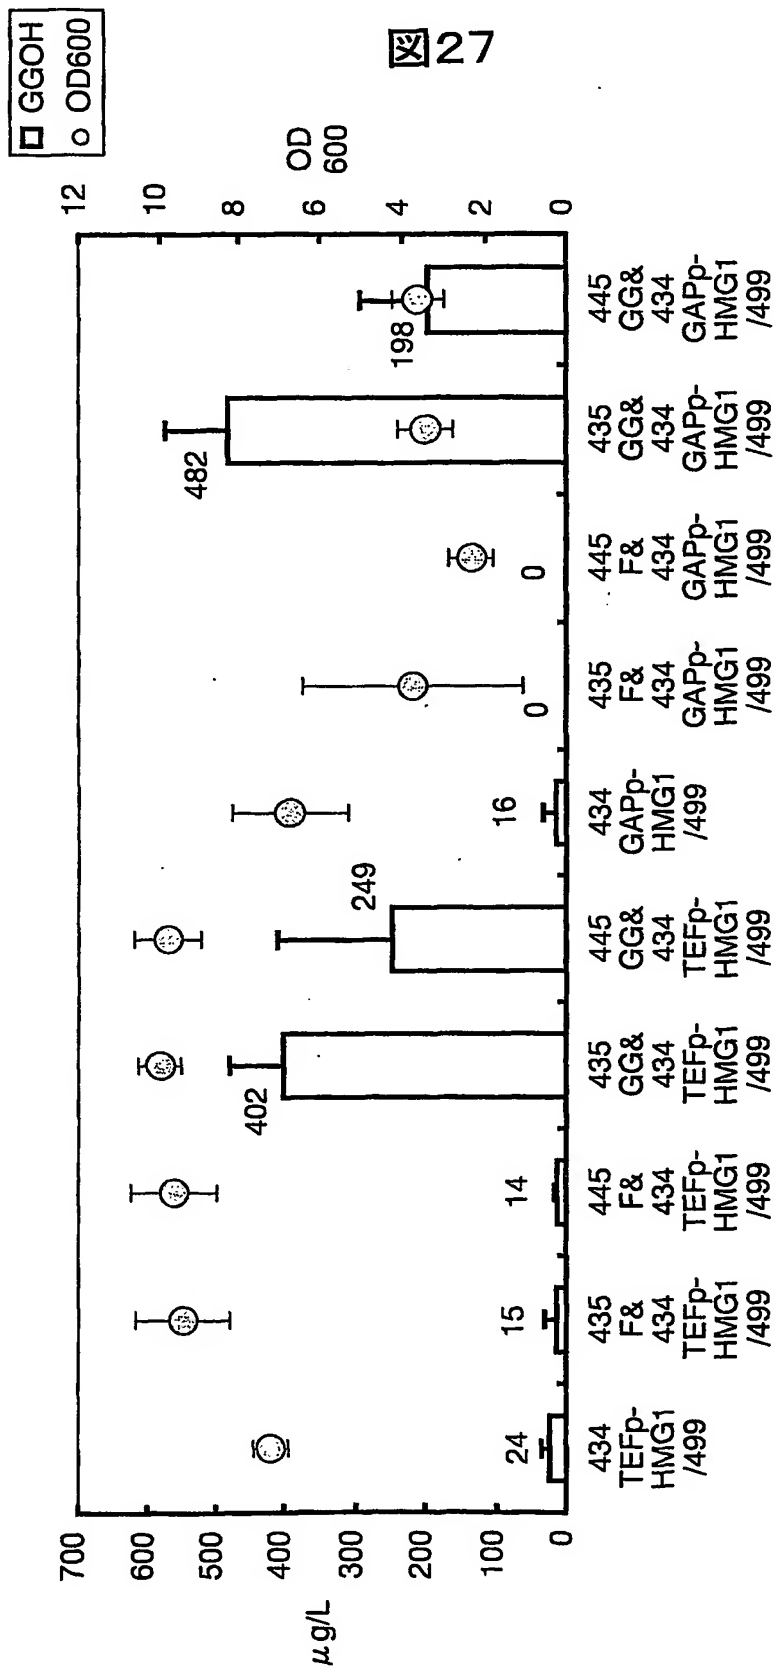 図27
□ GGOH
○ OD600
μg/L
700
600
500
400
300
200
100
0
OD
600
12
10
8
6
4
2
0
24
15
14
402
249
16
0
0
482
198
434
TEFp-
HMG1
/499
435
F&
434
TEFp-
HMG1
/499
445
F&
434
TEFp-
HMG1
/499
435
GG&
434
TEFp-
HMG1
/499
445
GG&
434
TEFp-
HMG1
/499
434
GAPp-
HMG1
/499
435
F&
434
GAPp-
HMG1
/499
445
F&
434
GAPp-
HMG1
/499
435
GG&
434
GAPp-
HMG1
/499
445
GG&
434
GAPp-
HMG1
/499